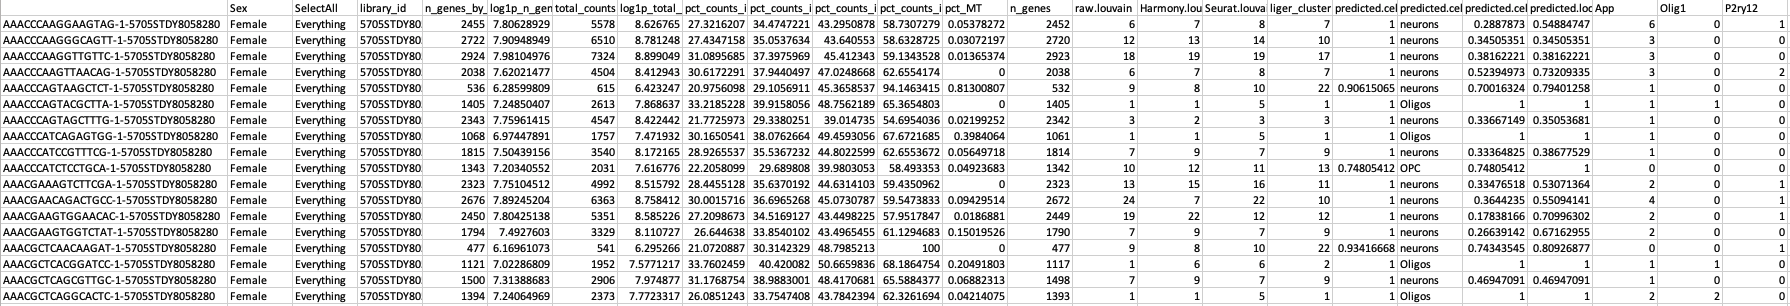 Sex SelectAll library_id n_genes_by_ log1p_n_gen total_counts log1p_total_ pct_counts_i pct_counts_i pct_counts_i pct_counts_i pct_MT n_genes raw.louvain Harmony.lou Seurat.louva liger_cluster predicted.cel predicted.cel predicted.cel predicted.loc App Olig1 P2ry12
AAACCCAAGGAAGTAG-1-5705STDY8058280 Female Everything 5705STDY80 2455 7.80628929 5578 8.626765 27.3216207 34.4747221 43.2950878 58.7307279 0.05378272 2452 6 7 8 7 1 neurons 0.2887873 0.54884747 6 0 1
AAACCCAAGGGCAGTT-1-5705STDY8058280 Female Everything 5705STDY80 2722 7.90948949 6510 8.781248 27.4347158 35.0537634 43.640553 58.6328725 0.03072197 2720 12 13 14 10 1 neurons 0.34505351 0.34505351 3 0 0
AAACCCAAGGTTGTTC-1-5705STDY8058280 Female Everything 5705STDY80 2924 7.98104976 7324 8.899049 31.0895685 37.3975969 45.412343 59.1343528 0.01365374 2923 18 19 19 17 1 neurons 0.38162221 0.38162221 3 0 0
AAACCCAAGTTAACAG-1-5705STDY8058280 Female Everything 5705STDY80 2038 7.62021477 4504 8.412943 30.6172291 37.9440497 47.0248668 62.6554174 0 2038 6 7 8 7 1 neurons 0.52394973 0.73209335 3 0 2
AAACCCAGTAAGCTCT-1-5705STDY8058280 Female Everything 5705STDY80 536 6.28599809 615 6.423247 20.9756098 29.1056911 45.3658537 94.1463415 0.81300807 532 9 8 10 22 0.90615065 neurons 0.70016324 0.79401258 1 0 0
AAACCCAGTACGCTTA-1-5705STDY8058280 Female Everything 5705STDY80 1405 7.24850407 2613 7.868637 33.2185228 39.9158056 48.7562189 65.3654803 0 1405 1 1 5 1 1 Oligos 1 1 1 1 0
AAACCCAGTAGCTTTG-1-5705STDY8058280 Female Everything 5705STDY80 2343 7.75961415 4547 8.422442 21.7725973 29.3380251 39.014735 54.6954036 0.02199252 2342 3 2 3 3 1 neurons 0.33667149 0.35053681 1 0 0
AAACCCATCAGAGTGG-1-5705STDY8058280 Female Everything 5705STDY80 1068 6.97447891 1757 7.471932 30.1650541 38.0762664 49.4593056 67.6721685 0.3984064 1061 1 1 5 1 1 Oligos 1 1 1 0 0
AAACCCATCCGTTTCG-1-5705STDY8058280 Female Everything 5705STDY80 1815 7.50439156 3540 8.172165 28.9265537 35.5367232 44.8022599 62.6553672 0.05649718 1814 7 9 7 9 1 neurons 0.33364825 0.38677529 1 0 1
AAACCCATCTCCTGCA-1-5705STDY8058280 Female Everything 5705STDY80 1343 7.20340552 2031 7.616776 22.2058099 29.689808 39.9803053 58.493353 0.04923683 1342 10 12 11 13 0.74805412 OPC 0.74805412 1 0 0 0
AAACGAAAGTCTTCGA-1-5705STDY8058280 Female Everything 5705STDY80 2323 7.75104512 4992 8.515792 28.4455128 35.6370192 44.6314103 59.4350962 0 2323 13 15 16 11 1 neurons 0.33476518 0.53071364 2 0 1
AAACGAACAGACTGCC-1-5705STDY8058280 Female Everything 5705STDY80 2676 7.89245204 6363 8.758412 30.0015716 36.6965268 45.0730787 59.5473833 0.09429514 2672 24 7 22 10 1 neurons 0.3644235 0.55094141 4 0 1
AAACGAAGTGGAACAC-1-5705STDY8058280 Female Everything 5705STDY80 2450 7.80425138 5351 8.585226 27.2098673 34.5169127 43.4498225 57.9517847 0.0186881 2449 19 22 12 12 1 neurons 0.17838166 0.70996302 2 0 0
AAACGAAGTGGTCTAT-1-5705STDY8058280 Female Everything 5705STDY80 1794 7.4927603 3329 8.110727 26.644638 33.8540102 43.4965455 61.1294683 0.15019526 1790 7 9 7 9 1 neurons 0.26639142 0.67162955 2 0 0
AAACGCTCAACAAGAT-1-5705STDY8058280 Female Everything 5705STDY80 477 6.16961073 541 6.295266 21.0720887 30.3142329 48.7985213 100 0 477 9 8 10 22 0.93416668 neurons 0.74343545 0.80926877 0 0 1
AAACGCTCACGGATCC-1-5705STDY8058280 Female Everything 5705STDY80 1121 7.02286809 1952 7.5771217 33.7602459 40.420082 50.6659836 68.1864754 0.20491803 1117 1 6 6 2 1 Oligos 1 1 1 1 0
AAACGCTCAGCGTTGC-1-5705STDY8058280 Female Everything 5705STDY80 1500 7.31388683 2906 7.974877 31.1768754 38.9883001 48.4170681 65.5884377 0.06882313 1498 7 9 7 9 1 neurons 0.46947091 0.46947091 1 0 0
AAACGCTCAGGCACTC-1-5705STDY8058280 Female Everything 5705STDY80 1394 7.24064969 2373 7.7723317 26.0851243 33.7547408 43.7842394 62.3261694 0.04214075 1393 1 1 5 1 1 Oligos 1 1 2 2 0